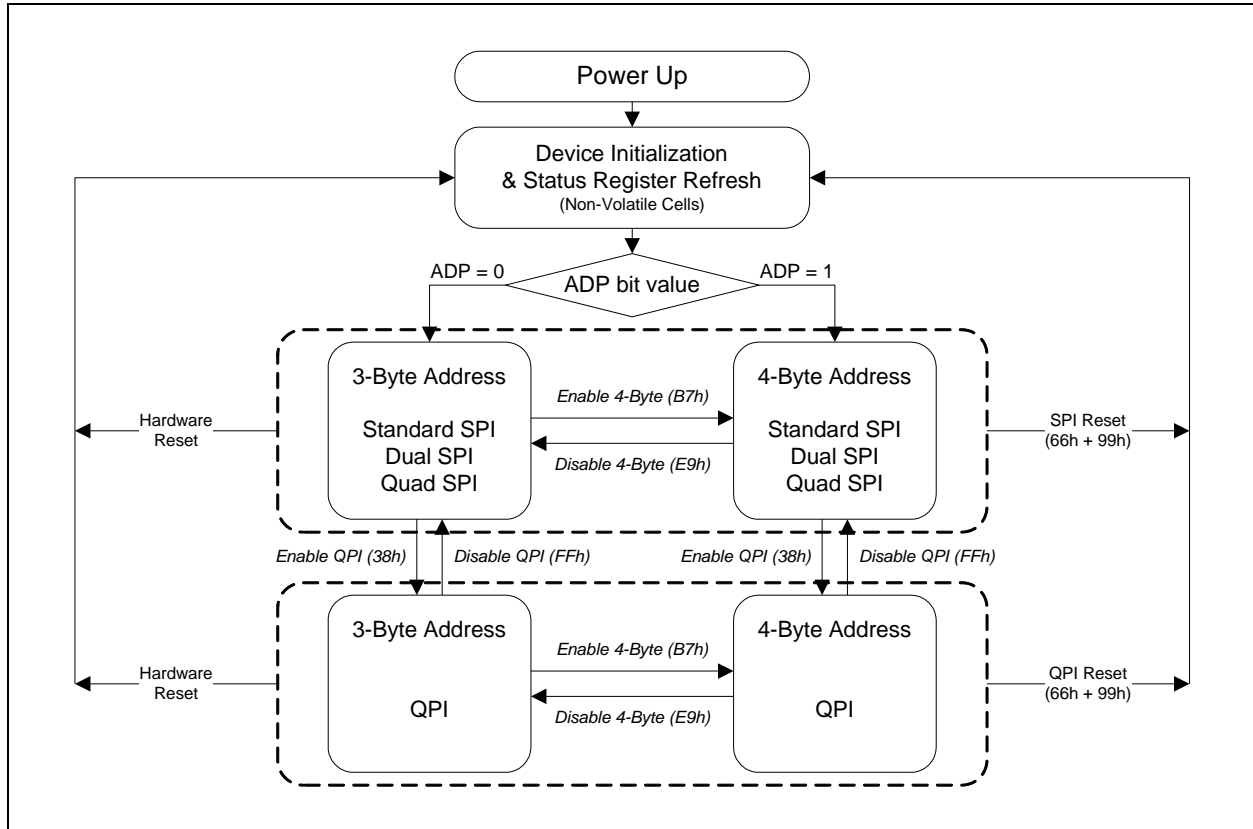 Power Up
Device Initialization
& Status Register Refresh
(Non-Volatile Cells)
ADP = 0
ADP bit value
ADP = 1
3-Byte Address
Standard SPI
Dual SPI
Quad SPI
Enable 4-Byte (B7h)
Disable 4-Byte (E9h)
4-Byte Address
Standard SPI
Dual SPI
Quad SPI
Hardware
Reset
SPI Reset
(66h + 99h)
Enable QPI (38h)
Disable QPI (FFh)
Enable QPI (38h)
Disable QPI (FFh)
3-Byte Address
QPI
Enable 4-Byte (B7h)
Disable 4-Byte (E9h)
4-Byte Address
QPI
Hardware
Reset
QPI Reset
(66h + 99h)